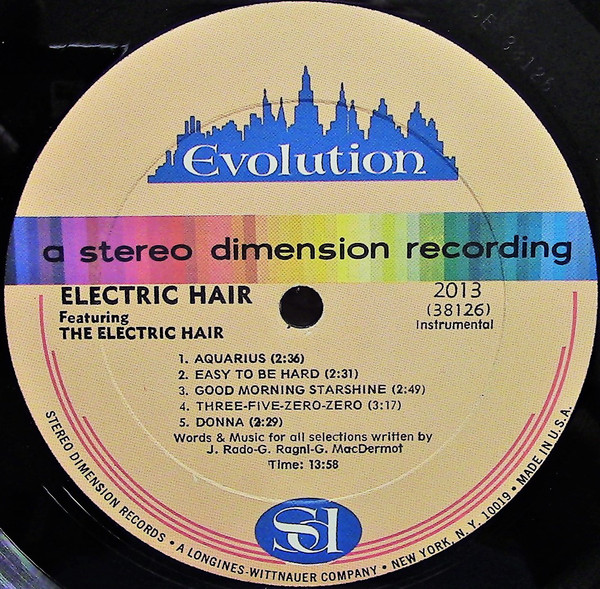 SE 38126
Evolution
a stereo dimension recording
ELECTRIC HAIR
Featuring
THE ELECTRIC HAIR
2013
(38126)
Instrumental
1. AQUARIUS (2:36)
2. EASY TO BE HARD (2:31)
3. GOOD MORNING STARSHINE (2:49)
4. THREE-FIVE-ZERO-ZERO (3:17)
5. DONNA (2:29)
Words & Music for all selections written by
J. Rado-G. Ragni-G. MacDermot
Time: 13:58
Sd
STEREO DIMENSION RECORDS • A LONGINES-WITTNAUER COMPANY • NEW YORK, N. Y. 10019 • MADE IN U.S.A.